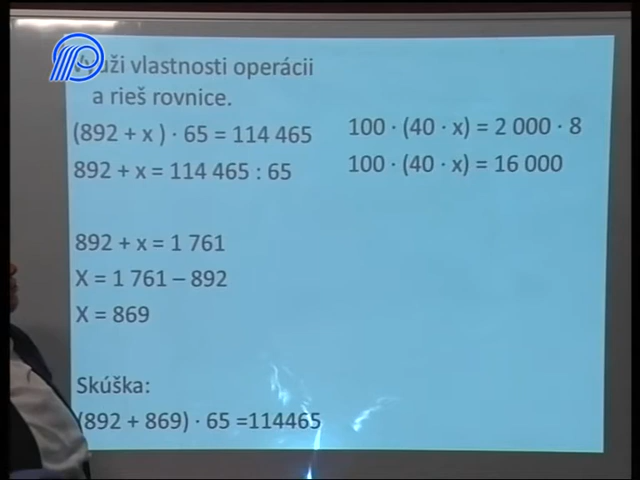 vlastnosti operácii
a rieš rovnice.
(892 + x ) · 65 = 114 465
892 + x = 114 465 : 65
892 + x = 1 761
X = 1 761 – 892
X = 869
Skúška:
(892 + 869) · 65 =114465
100 · (40 · x) = 2 000 · 8
100 · (40 · x) = 16 000